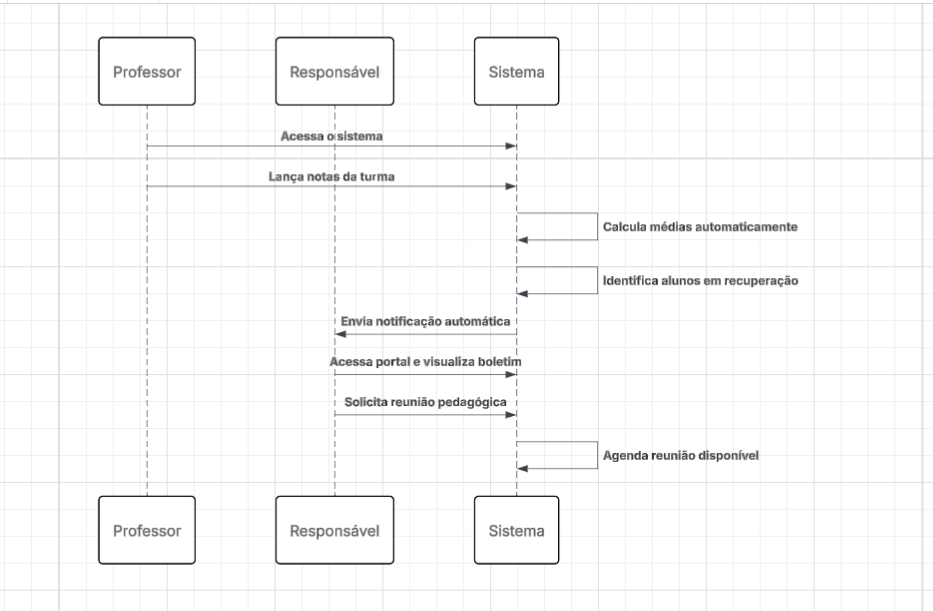 Professor
Responsável
Sistema
Acessa o sistema
Lança notas da turma
Calcula médias automaticamente
Identifica alunos em recuperação
Envia notificação automática
Acessa portal e visualiza boletim
Solicita reunião pedagógica
Agenda reunião disponível
Professor
Responsável
Sistema